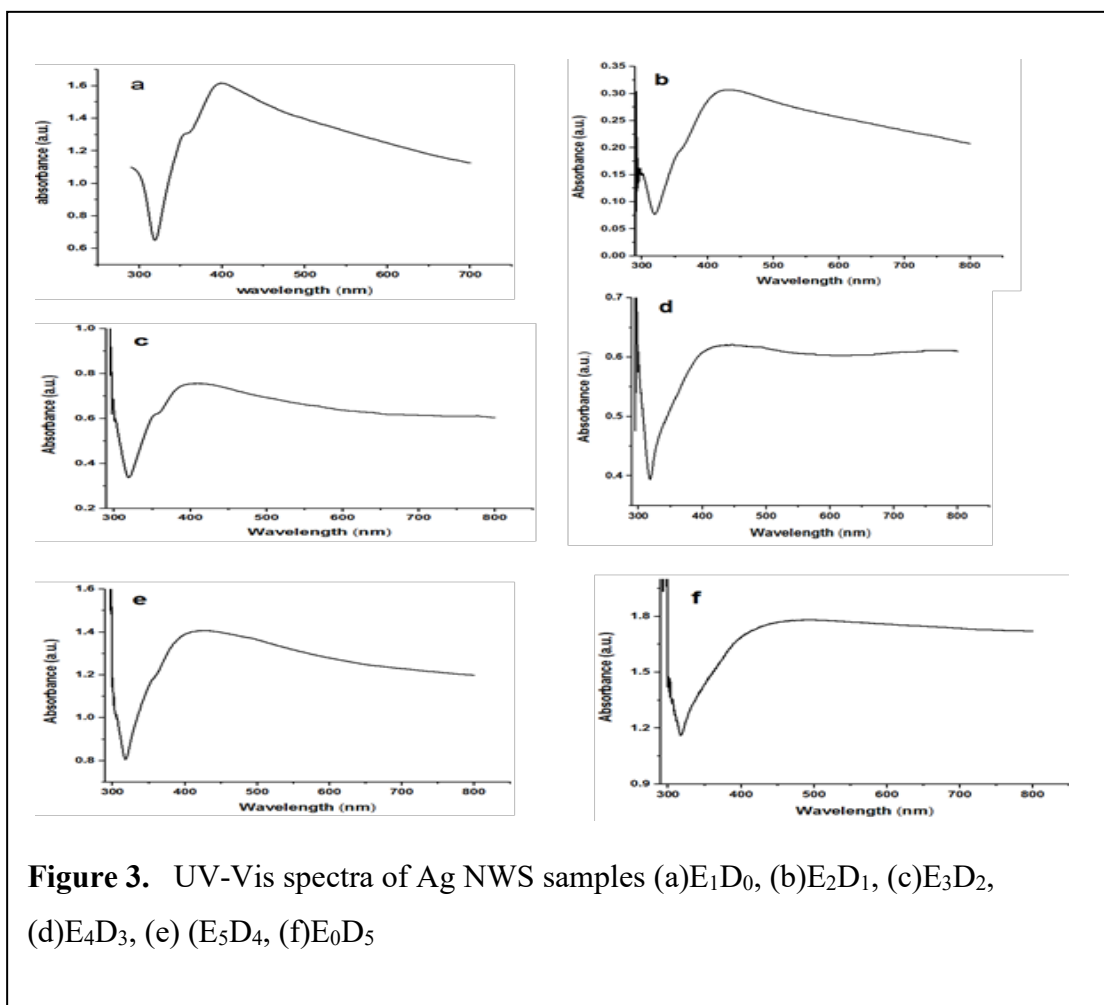 a
1.6
1.4
1.2
1.0
0.8
0.6
absorbance (a.u.)
300 400 500 600 700
wavelength (nm)
b
0.35
0.30
0.25
0.20
0.15
0.10
0.05
0.00
Absorbance (a.u.)
300 400 500 600 700 800
Wavelength (nm)
c
1.0
0.8
0.6
0.4
0.2
Absorbance (a.u.)
300 400 500 600 700 800
Wavelength (nm)
d
0.7
0.6
0.5
0.4
Absorbance (a.u.)
300 400 500 600 700 800
Wavelength (nm)
e
1.6
1.4
1.2
1.0
0.8
Absorbance (a.u.)
300 400 500 600 700 800
Wavelength (nm)
f
1.8
1.5
1.2
0.9
Absorbance (a.u.)
300 400 500 600 700 800
Wavelength (nm)
Figure 3. UV-Vis spectra of Ag NWS samples (a)E₁D₀, (b)E₂D₁, (c)E₃D₂,
(d)E₄D₃, (e) (E₅D₄, (f)E₀D₅